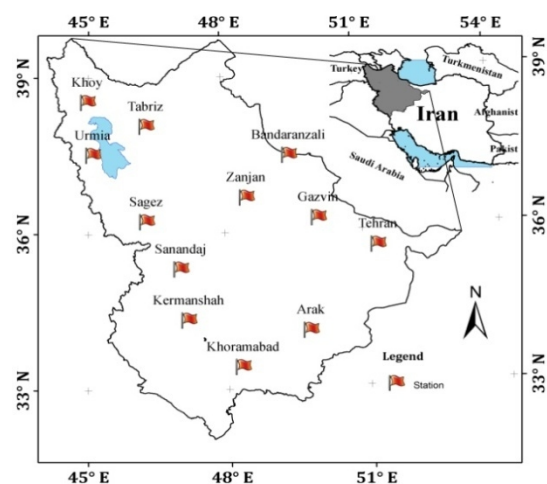 45° E 48° E 51° E 54° E
39° N
36° N
33° N
39° N
36° N
33° N
45° E 48° E 51° E
Turkey
Turkmenistan
Iran
Afghanist
Pakist
Saudi Arabia
Khoy
Tabriz
Urmia
Bandaranzali
Zanjan
Gazvin
Sagez
Tehran
Sanandaj
Kermanshah
Arak
Khoramabad
N
Legend
Station